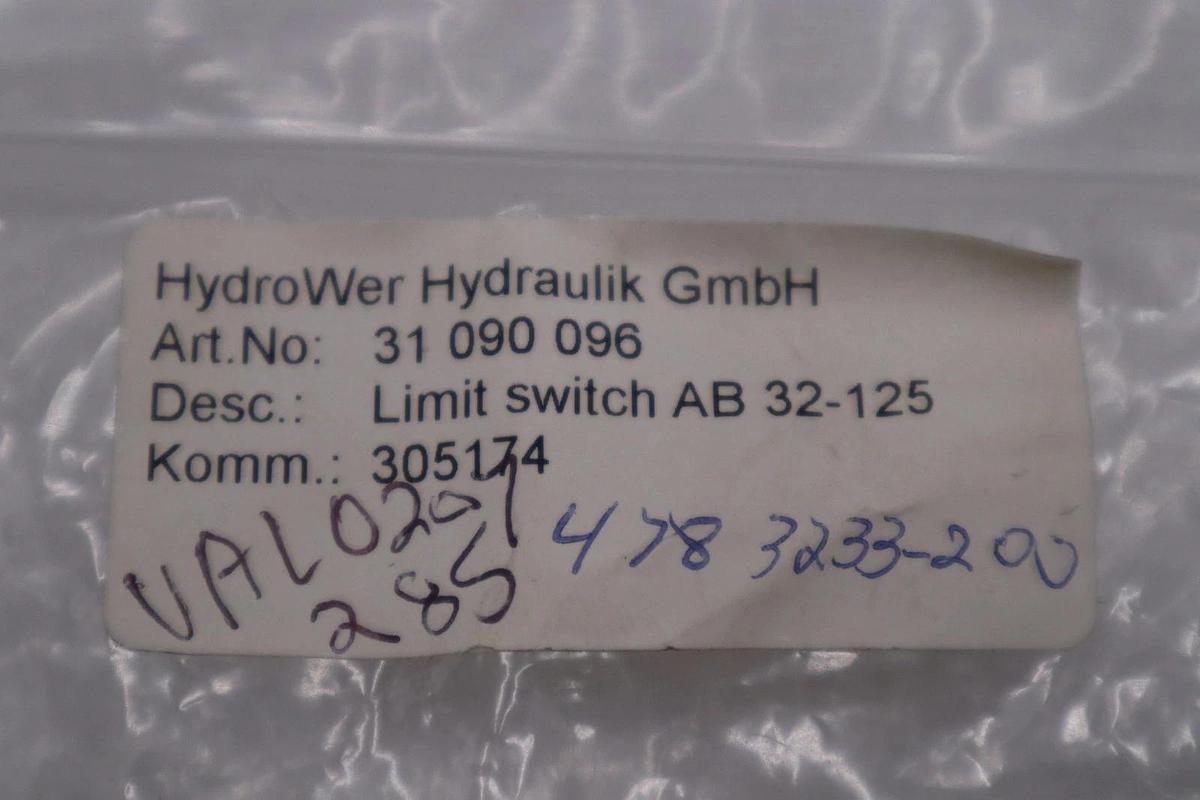 HydroWer Hydraulik GmbH
Art.No: 31 090 096
Desc.: Limit switch AB 32-125
Komm.: 305174
VAL0201
285
478 3233-200